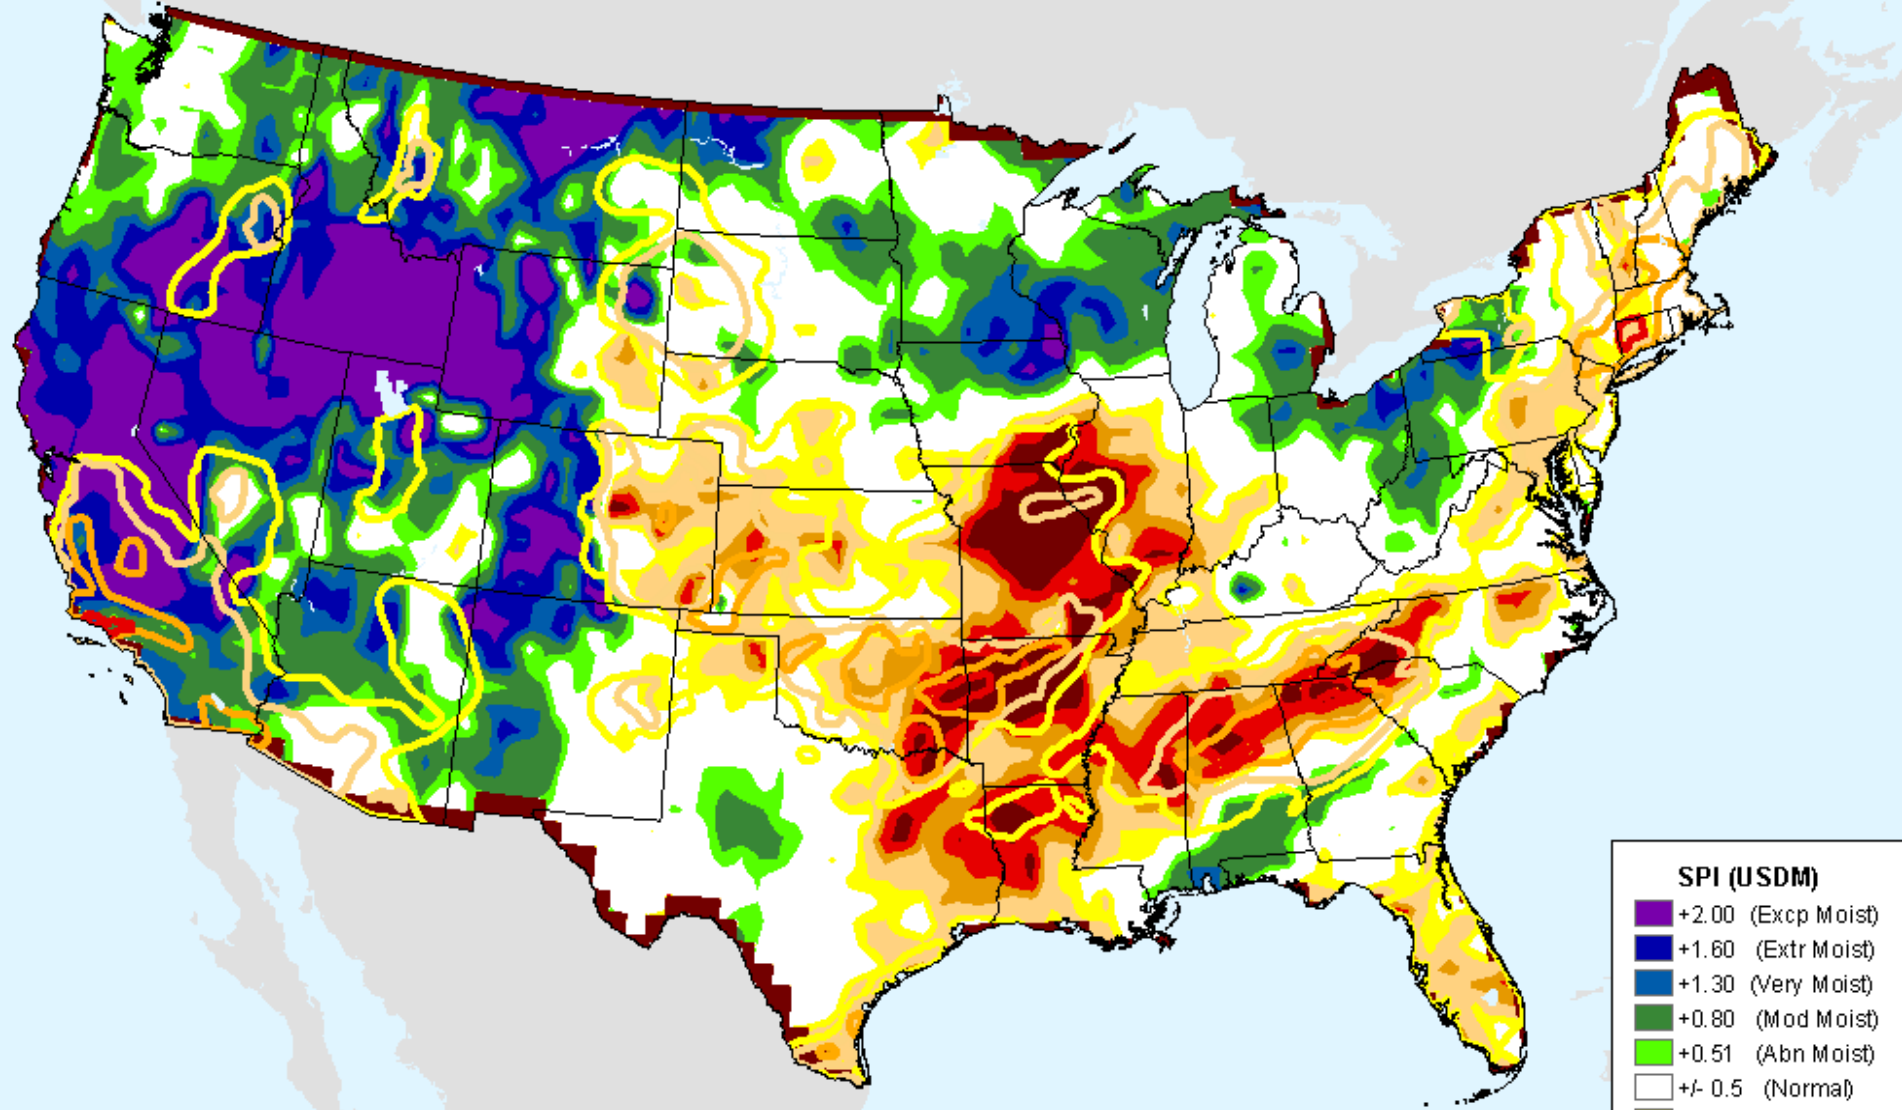 SPI (USDM)
+2.00 (Excp Moist)
+1.60 (Extr Moist)
+1.30 (Very Moist)
+0.80 (Mod Moist)
+0.51 (Abn Moist)
+/- 0.5 (Normal)